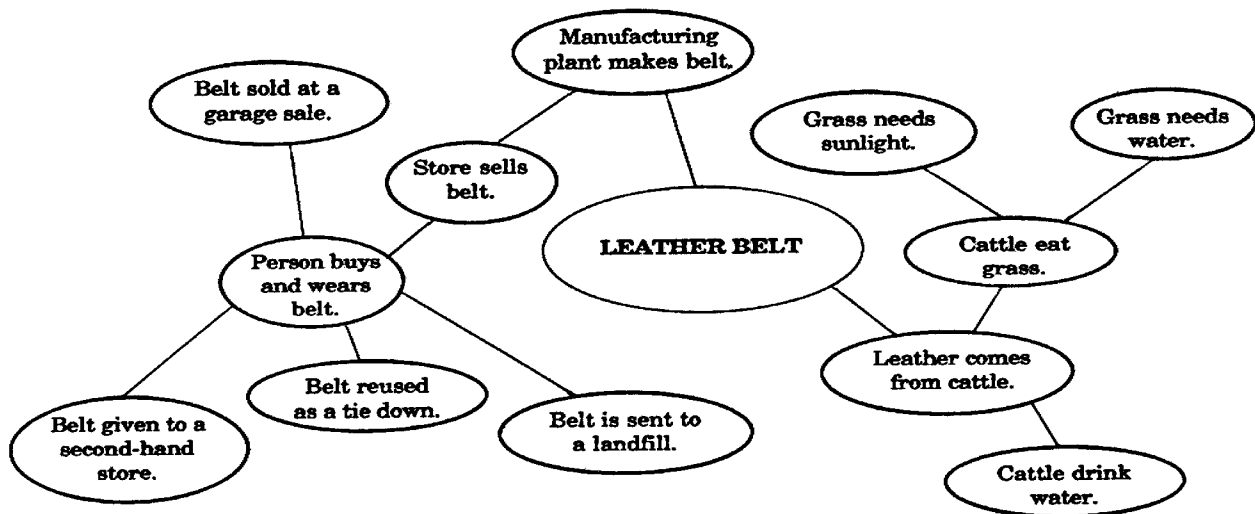 Manufacturing
plant makes belt.
Belt sold at a
garage sale.
Grass needs
sunlight.
Grass needs
water.
Store sells
belt.
LEATHER BELT
Cattle eat
grass.
Person buys
and wears
belt.
Leather comes
from cattle.
Belt reused
as a tie down.
Belt given to a
second-hand
store.
Belt is sent to
a landfill.
Cattle drink
water.